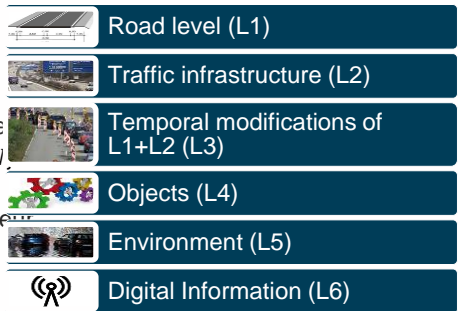 Road level (L1)
Traffic infrastructure (L2)
Temporal modifications of
L1+L2 (L3)
Objects (L4)
eur
Environment (L5)
Digital Information (L6)